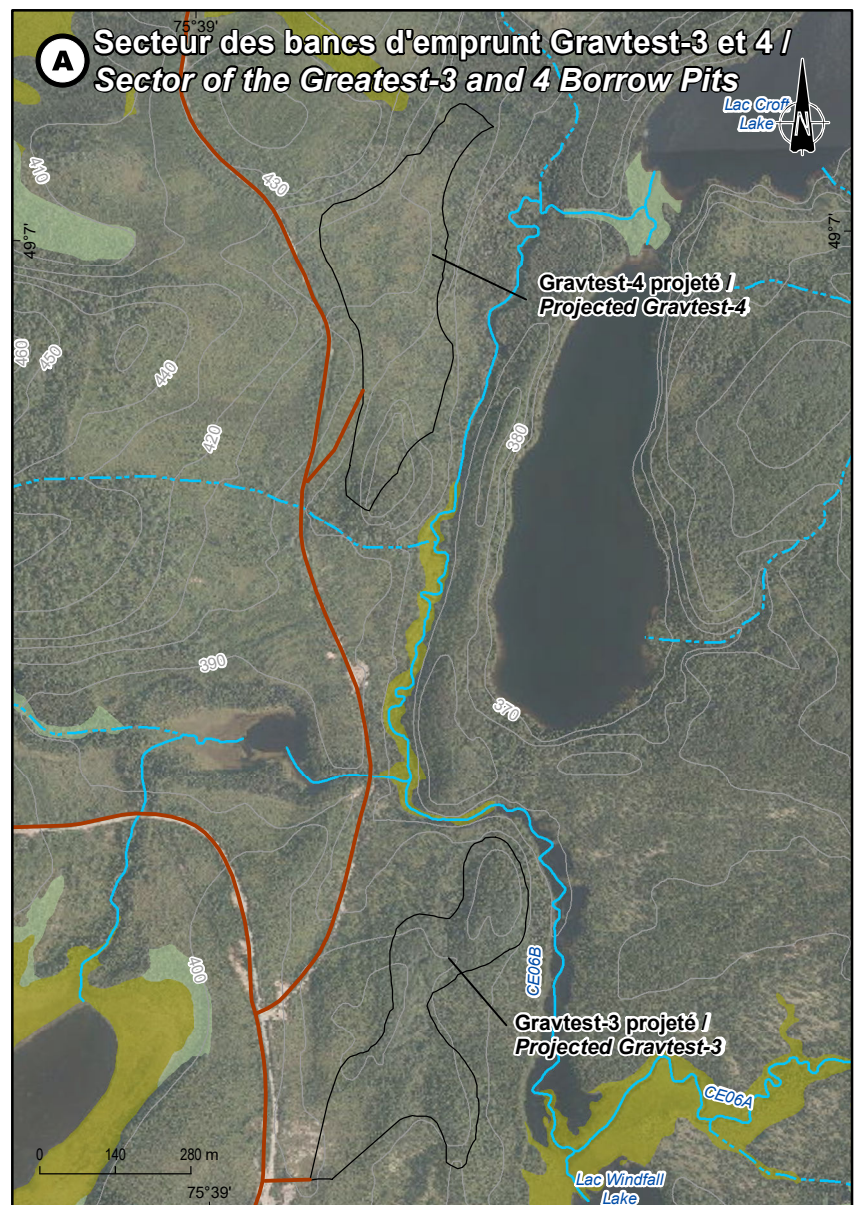 75°39'
A
Secteur des bancs d'emprunt Gravtest-3 et 4 /
Sector of the Greatest-3 and 4 Borrow Pits
Lac Croft
Lake
N
410
430
49°7'
49°7'
Gravtest-4 projeté /
Projected Gravtest-4
460
450
440
420
380
390
370
400
CE06B
Gravtest-3 projeté /
Projected Gravtest-3
CE06A
0 140 280 m
75°39'
Lac Windfall
Lake